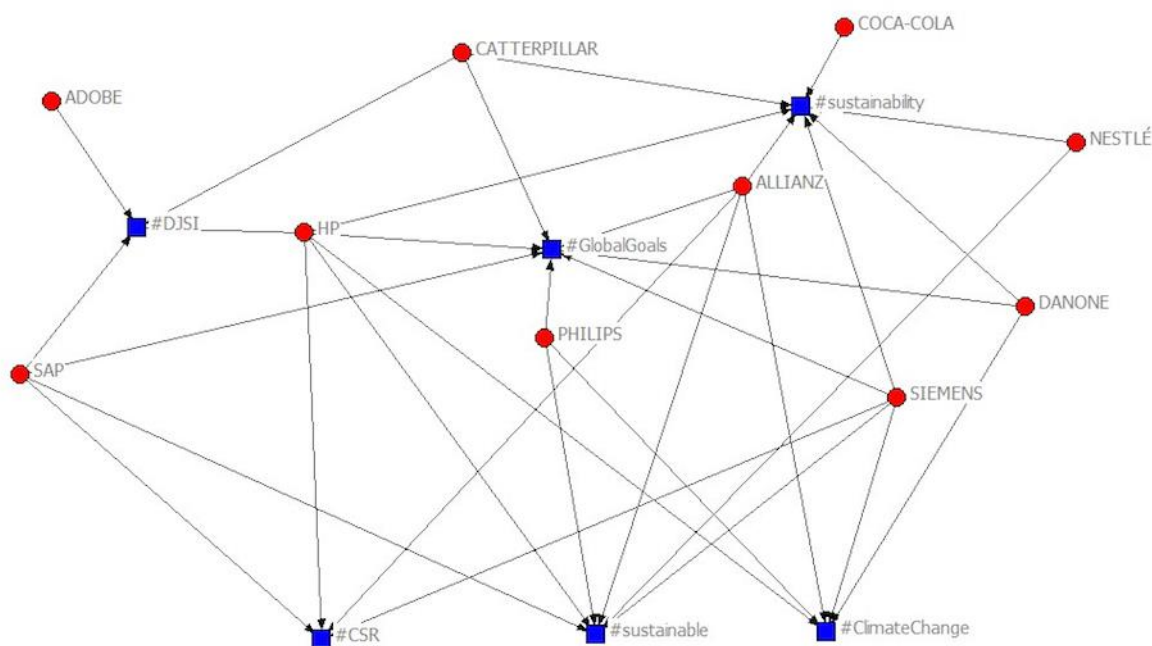 COCA-COLA
CATTERPILLAR
ADOBE
#sustainability
NESTLÉ
ALLIANZ
#DJSI
HP
#GlobalGoals
DANONE
PHILIPS
SAP
SIEMENS
#CSR
#sustainable
#ClimateChange